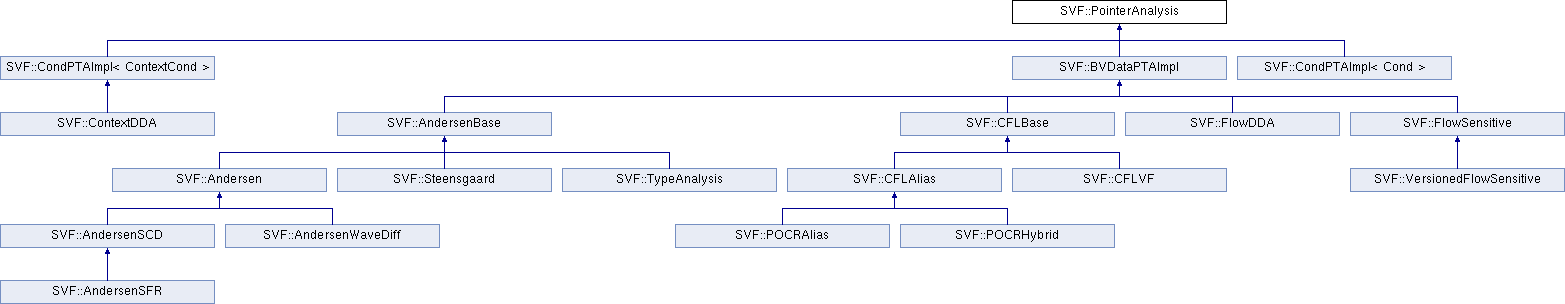 SVF::PointerAnalysis
SVF::CondPTAImpl< ContextCond >
SVF::BVDataPTAImpl
SVF::CondPTAImpl< Cond >
SVF::ContextDDA
SVF::AndersenBase
SVF::CFLBase
SVF::FlowDDA
SVF::FlowSensitive
SVF::Andersen
SVF::Steensgaard
SVF::TypeAnalysis
SVF::CFLAlias
SVF::CFLVF
SVF::VersionedFlowSensitive
SVF::AndersenSCD
SVF::AndersenWaveDiff
SVF::POCRAlias
SVF::POCRHybrid
SVF::AndersenSFR